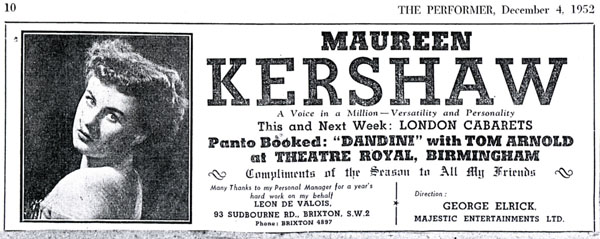 10
THE PERFORMER, December 4, 1952
MAUREEN
KERSHAW
A Voice in a Million—Versatility and Personality
This and Next Week: LONDON CABARETS
Panto Booked: "DANDINI" with TOM ARNOLD
at THEATRE ROYAL, BIRMINGHAM
Compliments of the Season to All My Friends
Many Thanks to my Personal Manager for a year's
hard work on my behalf
LEON DE VALOIS,
93 SUDBOURNE RD., BRIXTON, S.W.2
Phone: BRIXTON 4897
Direction:
GEORGE ELRICK,
MAJESTIC ENTERTAINMENTS LTD.